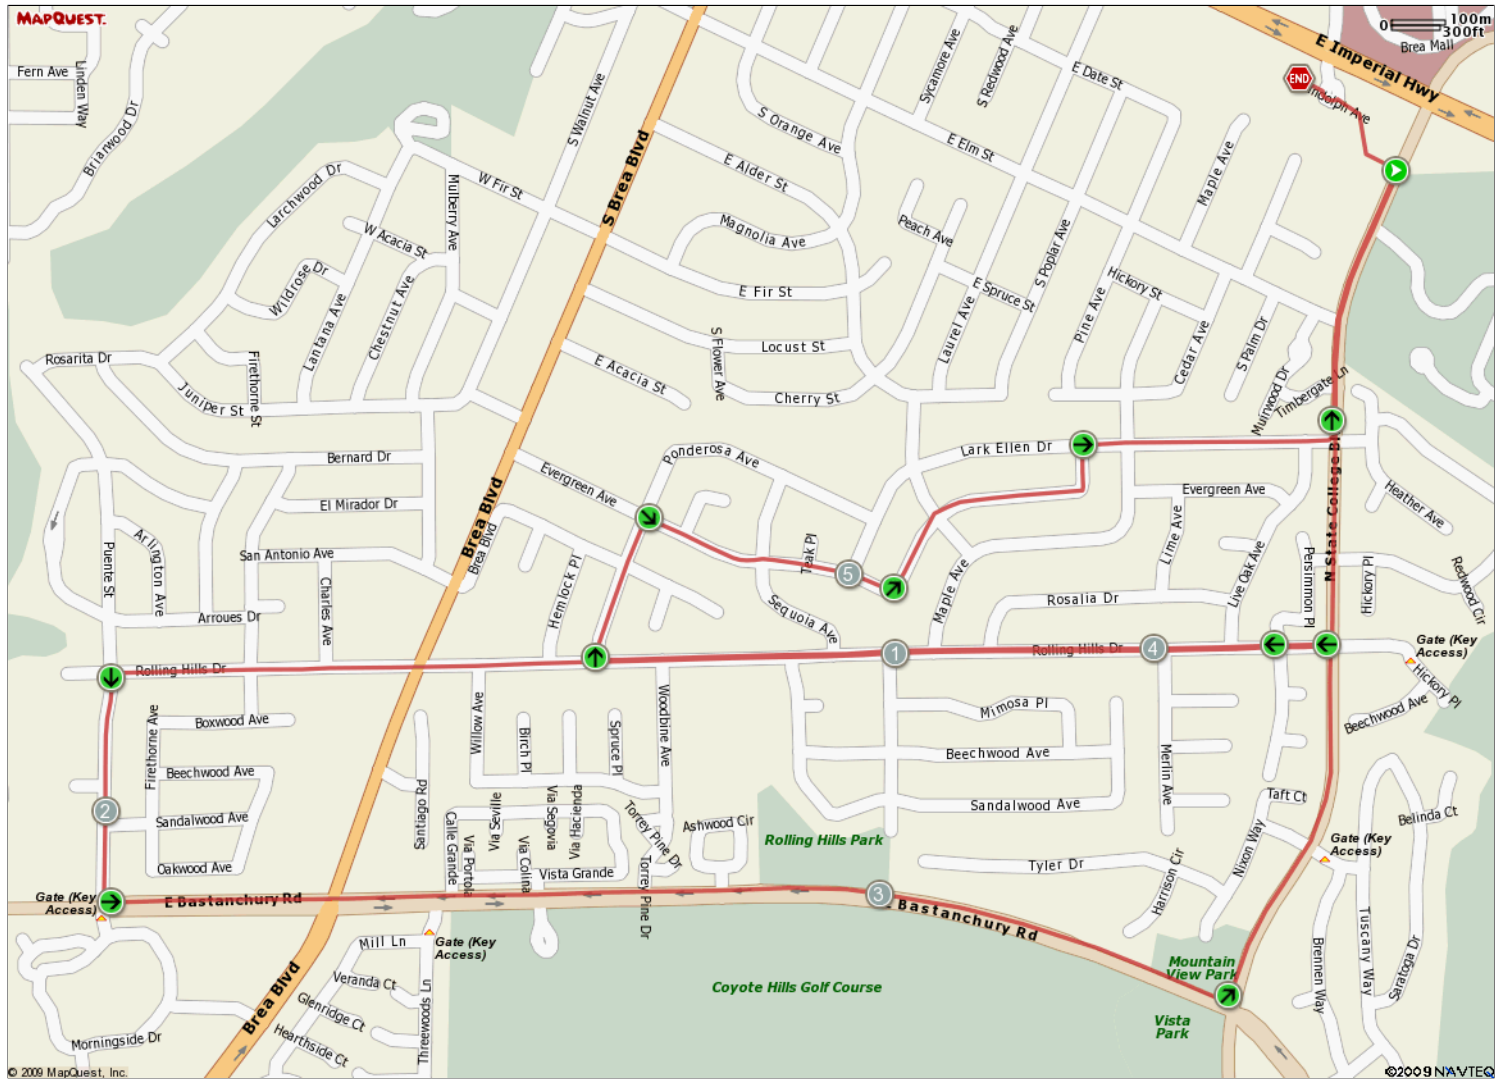 MAPQUEST.
0 100m
300ft
Brea Mall
E Imperial Hwy
END
ndolph Ave
Fern Ave
Linden Way
Briarwood Dr
S Walnut Ave
S Brea Blvd
Sycamore Ave
S Redwood Ave
E Date St
S Orange Ave
E Elm St
E Alder St
Maple Ave
Larchwood Dr
W Fir St
Mulberry Ave
W Acacia St
Magnolia Ave
Peach Ave
S Poplar Ave
Wildrose Dr
Lantana Ave
Chestnut Ave
E Fir St
E Spruce St
Hickory St
Laurel Ave
Pine Ave
Cedar Ave
S Palm Dr
Rosarita Dr
Firethorne St
Juniper St
S Flower Ave
Locust St
E Acacia St
Cherry St
Muirwood Dr
Timbergate Ln
Bernard Dr
Ponderosa Ave
Lark Ellen Dr
Evergreen Ave
El Mirador Dr
Brea Blvd
Brea Blvd
Evergreen Ave
Heather Ave
N State College Bl
Arlington Ave
Puente St
San Antonio Ave
Charles Ave
Hemlock Pl
Teak Pl
5
Sequoia Ave
Maple Ave
Lime Ave
Live Oak Ave
Persimmon Pl
Hickory Pl
Redwood Cir
Arroues Dr
Rosalia Dr
Rolling Hills Dr
1
Rolling Hills Dr
4
Gate (Key
Access)
Hickory Pl
Beechwood Ave
Firethorne Ave
Boxwood Ave
Willow Ave
Birch Pl
Spruce Pl
Woodbine Ave
Mimosa Pl
Beechwood Ave
Merlin Ave
Beechwood Ave
Santiago Rd
2
Sandalwood Ave
Calle Grande
Via Portola
Via Seville
Via Colina
Via Segovia
Via Hacienda
Torrey Pine Dr
Ashwood Cir
Sandalwood Ave
Taft Ct
Belinda Ct
Rolling Hills Park
Nixon Way
Gate (Key
Access)
Oakwood Ave
Vista Grande
Torrey Pine Dr
Tyler Dr
Harrison Cir
Gate (Key
Access)
E Bastanchury Rd
3
E Bastanchury Rd
Mill Ln
Gate (Key
Access)
Brennen Way
Tuscany Way
Saratoga Dr
Mountain
View Park
Veranda Ct
Coyote Hills Golf Course
Brea Blvd
Glenridge Ct
Threewoods Ln
Vista
Park
Morningside Dr
Hearthside Ct
© 2009 MapQuest, Inc.
©2009 NAVTEQ